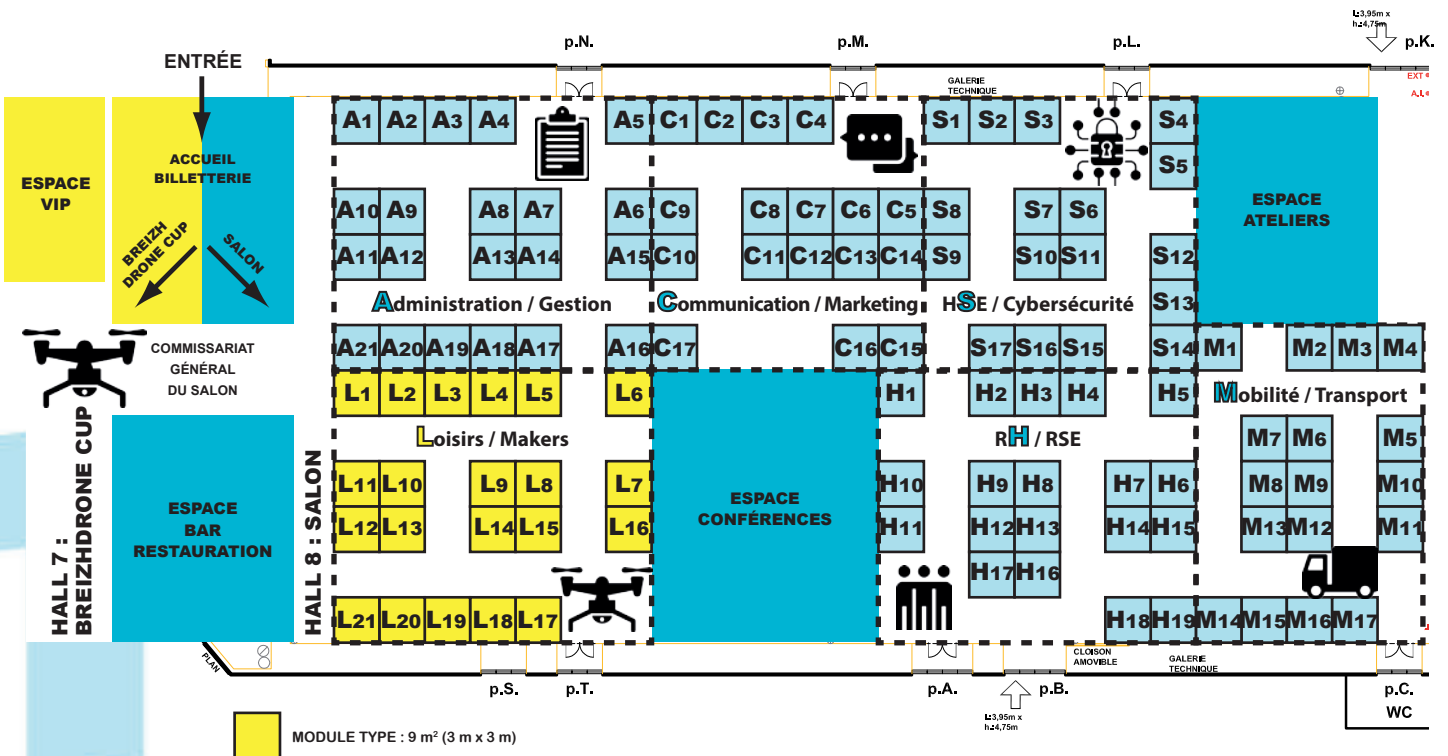 L:3,95m x
h:4,75m
p.N.
p.M.
p.L.
p.K.
ENTRÉE
GALERIE
TECHNIQUE
EXT
A.I.
A1 A2 A3 A4 A5 C1 C2 C3 C4 S1 S2 S3 S4
ACCUEIL
BILLETTERIE
S5
ESPACE
VIP
ESPACE
ATELIERS
A10 A9 A8 A7 A6 C9 C8 C7 C6 C5 S8 S7 S6
BREIZH
DRONE CUP
SALON
A11 A12 A13 A14 A15 C10 C11 C12 C13 C14 S9 S10 S11 S12
Administration / Gestion
Communication / Marketing
HSE / Cybersécurité
S13
COMMISSARIAT
GÉNÉRAL
DU SALON
A21 A20 A19 A18 A17 A16 C17 C16 C15 S17 S16 S15 S14 M1 M2 M3 M4
L1 L2 L3 L4 L5 L6 H1 H2 H3 H4 H5
Mobilité / Transport
Loisirs / Makers
RH / RSE
M7 M6 M5
L11 L10 L9 L8 L7 H10 H9 H8 H7 H6 M8 M9 M10
ESPACE
BAR
RESTAURATION
ESPACE
CONFÉRENCES
L12 L13 L14 L15 L16 H11 H12 H13 H14 H15 M13 M12 M11
H17 H16
HALL 7 :
BREIZHDRONE CUP
HALL 8 : SALON
L21 L20 L19 L18 L17 H18 H19 M14 M15 M16 M17
PLAN
CLOISON
AMOVIBLE
GALERIE
TECHNIQUE
p.S.
p.T.
p.A.
p.B.
p.C.
WC
L:3,95m x
h:4,75m
MODULE TYPE : 9 m² (3 m x 3 m)